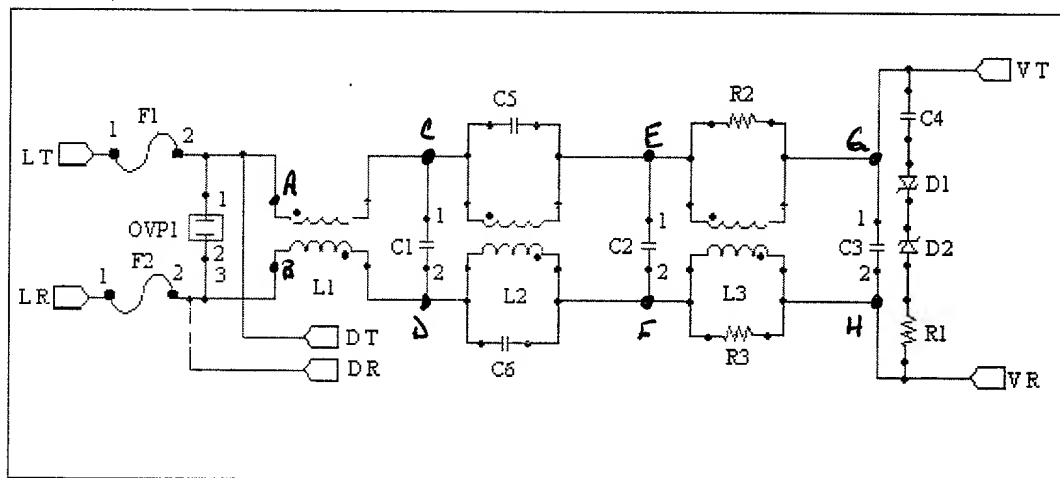 VT
C5
R2
F1
C4
1
2
C
E
G
LT
A
D1
1
1
1
1
OVP1
C1
C2
C3
D2
2
F2
3
2
2
2
1
2
B
LR
L1
D
L2
F
L3
H
R1
DT
C6
R3
DR
VR